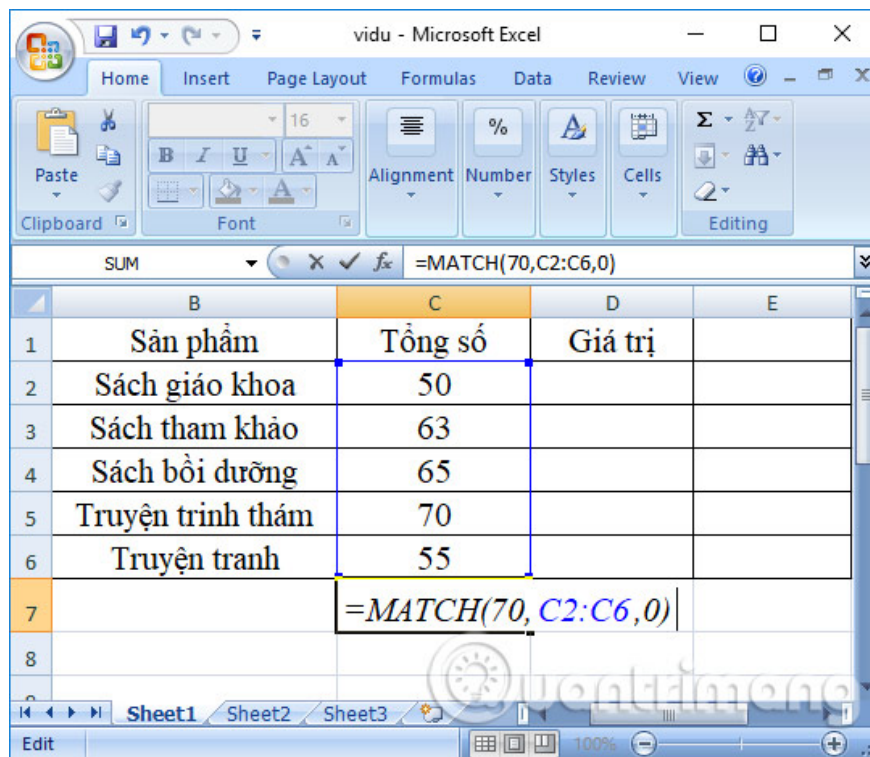 vidu - Microsoft Excel
Home Insert Page Layout Formulas Data Review View
16
B I U A A
Paste Alignment Number Styles Cells
% A Σ
Clipboard Font Editing
SUM fx =MATCH(70,C2:C6,0)
B C D E
1 Sản phẩm Tổng số Giá trị
2 Sách giáo khoa 50
3 Sách tham khảo 63
4 Sách bồi dưỡng 65
5 Truyện trinh thám 70
6 Truyện tranh 55
7 =MATCH(70, C2:C6 ,0)
8
Quantrimang
Sheet1 Sheet2 Sheet3
Edit 100%